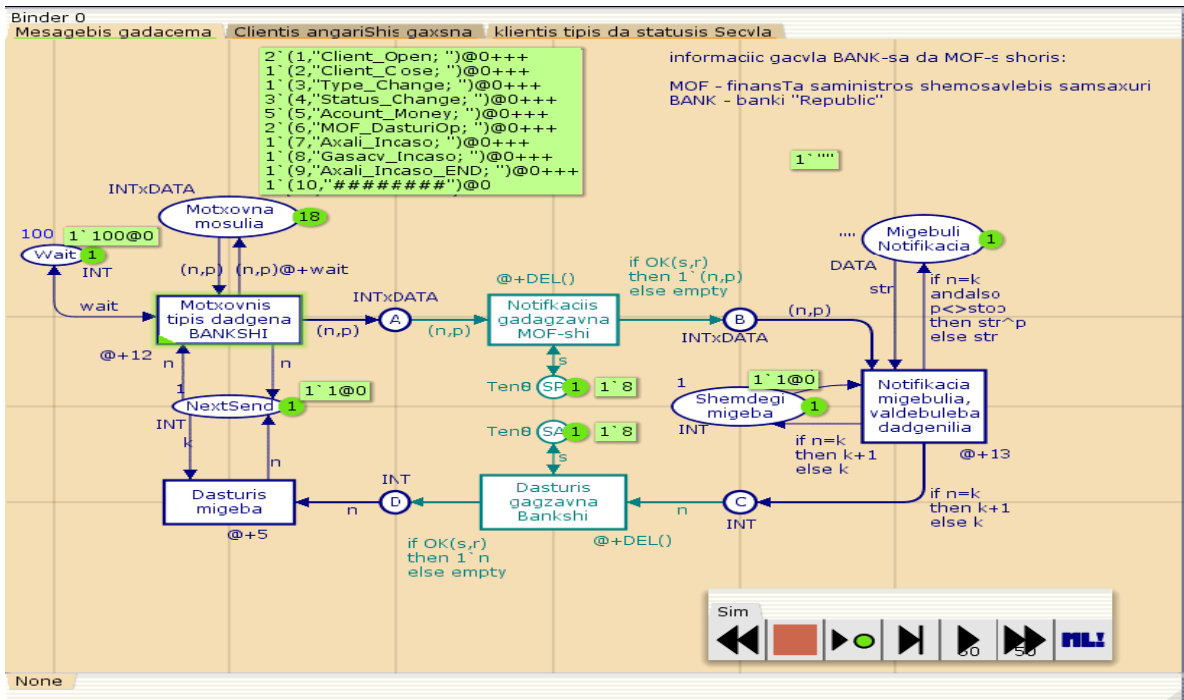 Binder 0
Mesagebis gadacema
Clientis angariShis gaxsna
klientis tipis da statusis Secvla
2`(1,"Client_Open; ")@0+++
1`(2,"Client_C ose; ")@0+++
1`(3,"Type_Change; ")@0+++
3`(4,"Status_Change; ")@0+++
5`(5,"Acount_Money; ")@0+++
2`(6,"MOF_DasturiOp; ")@0+++
1`(7,"Axali_Incaso; ")@0+++
1`(8,"Gasacv_Incaso; ")@0+++
1`(9,"Axali_Incaso_END; ")@0+++
1`(10,"########")@0
informaciic gacvla BANK-sa da MOF-s shoris:
MOF - finansTa saministros shemosavlebis samsaxuri
BANK - banki "Republic"
1`""
INTxDATA
Motxovna
mosulia
18
100
1`100@0
Wait
1
INT
(n,p)
(n,p)@+wait
wait
Motxovnis
tipis dadgena
BANKSHI
@+12
n
n
1
(n,p)
INTxDATA
A
(n,p)
@+DEL()
Notifkaciis
gadagzavna
MOF-shi
if OK(s,r)
then 1`(n,p)
else empty
B
INTxDATA
(n,p)
""
Migebuli
Notifikacia
1
DATA
str
if n=k
andalso
p<>stop
then str^p
else str
s
Ten0
SP
1
1`8
Ten0
SA
1
1`8
s
NextSend
1
1`1@0
INT
k
n
1
1`1@0
Shemdegi
migeba
1
INT
if n=k
then k+1
else k
Notifikacia
migebulia,
valdebuleba
dadgenilia
@+13
if n=k
then k+1
else k
Dasturis
migeba
@+5
n
INT
D
Dasturis
gagzavna
Bankshi
@+DEL()
if OK(s,r)
then 1`n
else empty
n
C
INT
Sim
50
ML!
None